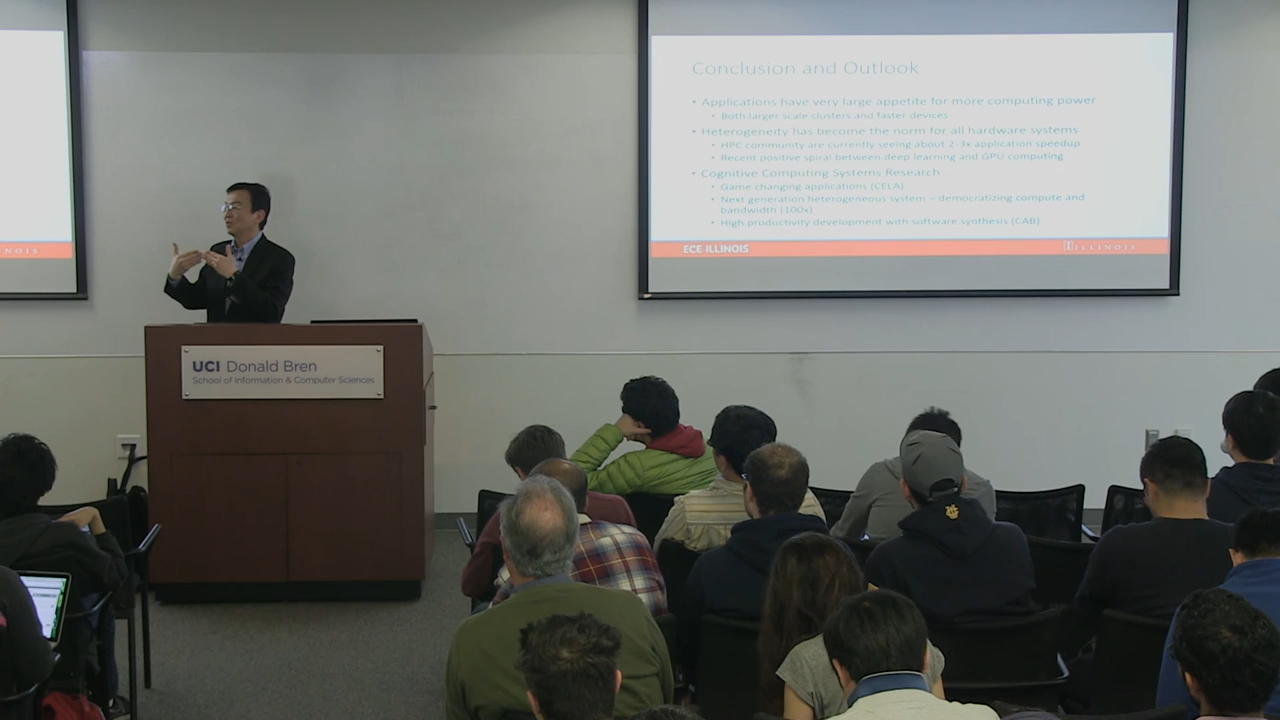 Conclusion and Outlook
• Applications have very large appetite for more computing power
• Both larger scale clusters and faster devices
• Heterogeneity has become the norm for all hardware systems
• HPC community are currently seeing about 2-3x application speedup
• Recent positive spiral between deep learning and GPU computing
• Cognitive Computing Systems Research
• Game changing applications (CELA)
• Next generation heterogeneous system – democratizing compute and
bandwidth (100x)
• High productivity development with software synthesis (CAB)
ECE ILLINOIS
ILLINOIS
NOIS
UCI Donald Bren
School of Information & Computer Sciences